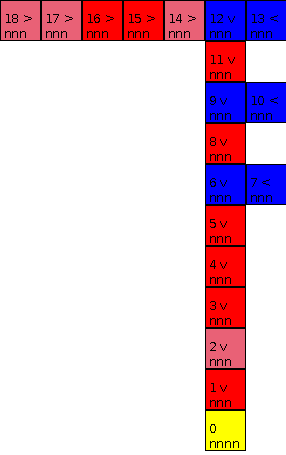 18 > 17 > 16 > 15 > 14 > 12 v 13 <
nnn nnn nnn nnn nnn nnn nnn
11 v
nnn
9 v 10 <
nnn nnn
8 v
nnn
6 v 7 <
nnn nnn
5 v
nnn
4 v
nnn
3 v
nnn
2 v
nnn
1 v
nnn
0
nnnn